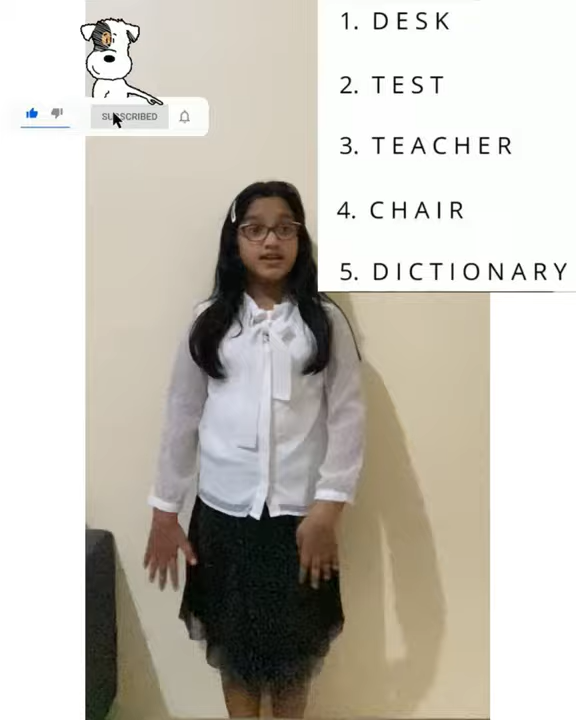 1. DESK
2. TEST
SUBSCRIBED
3. TEACHER
4. CHAIR
5. DICTIONARY